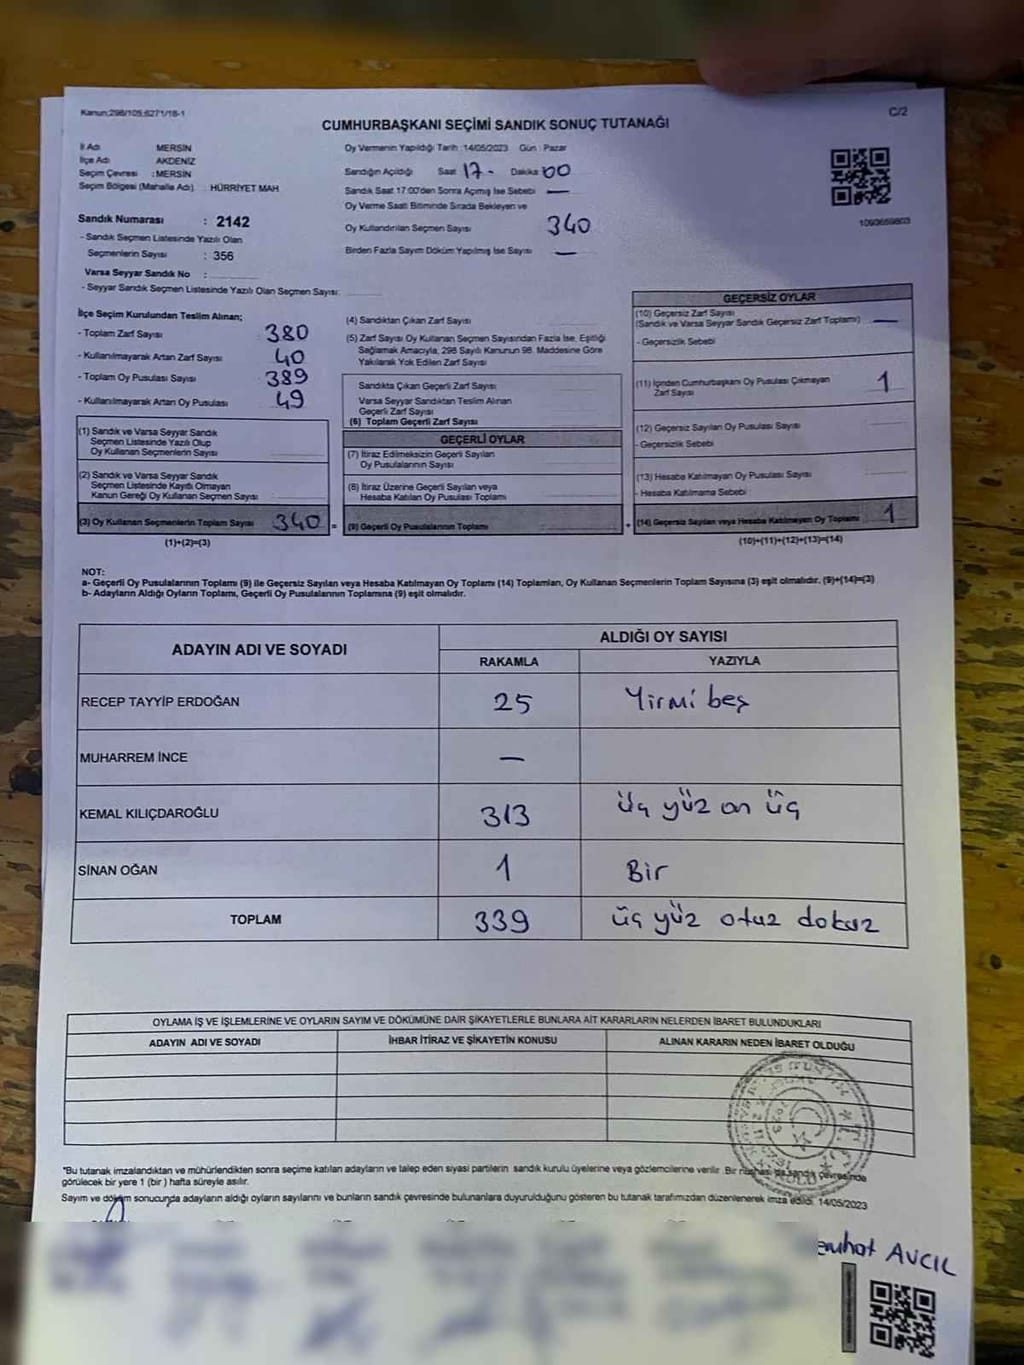 Kanun;298/105;6271/18-1
C/2
CUMHURBAŞKANI SEÇİMİ SANDIK SONUÇ TUTANAĞI
İl Adı MERSİN
İlçe Adı AKDENİZ
Seçim Çevresi : MERSİN
Seçim Bölgesi (Mahalle Adı) : HÜRRİYET MAH
Sandık Numarası : 2142
- Sandık Seçmen Listesinde Yazılı Olan
Seçmenlerin Sayısı : 356
Varsa Seyyar Sandık No :
- Seyyar Sandık Seçmen Listesinde Yazılı Olan Seçmen Sayısı:
Oy Vermenin Yapıldığı Tarih : 14/05/2023 Gün : Pazar
Sandığın Açıldığı Saat 17- Dakika 00
Sandık Saat 17:00'den Sonra Açılmış İse Sebebi —
Oy Verme Saati Bitiminde Sırada Bekleyen ve
Oy Kullandırılan Seçmen Sayısı 340
Birden Fazla Sayım Döküm Yapılmış İse Sayısı —
1090659803
İlçe Seçim Kurulundan Teslim Alınan;
- Toplam Zarf Sayısı 380
- Kullanılmayarak Artan Zarf Sayısı 40
- Toplam Oy Pusulası Sayısı 389
- Kullanılmayarak Artan Oy Pusulası 49
(1) Sandık ve Varsa Seyyar Sandık
Seçmen Listesinde Yazılı Olup
Oy Kullanan Seçmenlerin Sayısı
(2) Sandık ve Varsa Seyyar Sandık
Seçmen Listesinde Kaydı Olmayan
Kanun Gereği Oy Kullanan Seçmen Sayısı
(3) Oy Kullanan Seçmenlerin Toplam Sayısı 340 =
(1)+(2)=(3)
(4) Sandıktan Çıkan Zarf Sayısı
(5) Zarf Sayısı Oy Kullanan Seçmen Sayısından Fazla İse, Eşitliği
Sağlamak Amacıyla, 298 Sayılı Kanunun 98. Maddesine Göre
Yakılarak Yok Edilen Zarf Sayısı
Sandıkta Çıkan Geçerli Zarf Sayısı
Varsa Seyyar Sandıktan Teslim Alınan
Geçerli Zarf Sayısı
(6) Toplam Geçerli Zarf Sayısı
GEÇERLİ OYLAR
(7) İtiraz Edilmeksizin Geçerli Sayılan
Oy Pusulalarının Sayısı
(8) İtiraz Üzerine Geçerli Sayılan veya
Hesaba Katılan Oy Pusulası Toplamı
(9) Geçerli Oy Pusulalarının Toplamı +
GEÇERSİZ OYLAR
(10) Geçersiz Zarf Sayısı
(Sandık ve Varsa Seyyar Sandık Geçersiz Zarf Toplamı) —
- Geçersizlik Sebebi
(11) İçinden Cumhurbaşkanı Oy Pusulası Çıkmayan
Zarf Sayısı 1
(12) Geçersiz Sayılan Oy Pusulası Sayısı
- Geçersizlik Sebebi
(13) Hesaba Katılmayan Oy Pusulası Sayısı
- Hesaba Katılmama Sebebi
(14) Geçersiz Sayılan veya Hesaba Katılmayan Oy Toplamı 1
(10)+(11)+(12)+(13)=(14)
NOT:
a- Geçerli Oy Pusulalarının Toplamı (9) ile Geçersiz Sayılan veya Hesaba Katılmayan Oy Toplamı (14) Toplamları, Oy Kullanan Seçmenlerin Toplam Sayısına (3) eşit olmalıdır. (9)+(14)=(3)
b- Adayların Aldığı Oyların Toplamı, Geçerli Oy Pusulalarının Toplamına (9) eşit olmalıdır.
ADAYIN ADI VE SOYADI
ALDIĞI OY SAYISI
RAKAMLA YAZIYLA
RECEP TAYYİP ERDOĞAN 25 Yirmi beş
MUHARREM İNCE —
KEMAL KILIÇDAROĞLU 313 üç yüz on üç
SİNAN OĞAN 1 Bir
TOPLAM 339 üç yüz otuz dokuz
OYLAMA İŞ VE İŞLEMLERİNE VE OYLARIN SAYIM VE DÖKÜMÜNE DAİR ŞİKAYETLERLE BUNLARA AİT KARARLARIN NELERDEN İBARET BULUNDUKLARI
ADAYIN ADI VE SOYADI İHBAR İTİRAZ VE ŞİKAYETİN KONUSU ALINAN KARARIN NEDEN İBARET OLDUĞU
*Bu tutanak imzalandıktan ve mühürlendikten sonra seçime katılan adayların ve talep eden siyasi partilerin sandık kurulu üyelerine veya gözlemcilerine verilir. Bir nüshası da sandık çevresinde
görülecek bir yere 1 (bir) hafta süreyle asılır.
Sayım ve döküm sonucunda adayların aldığı oyların sayılarını ve bunların sandık çevresinde bulunanlara duyurulduğunu gösteren bu tutanak tarafımızdan düzenlenerek imza edildi. 14/05/2023
AVCIL